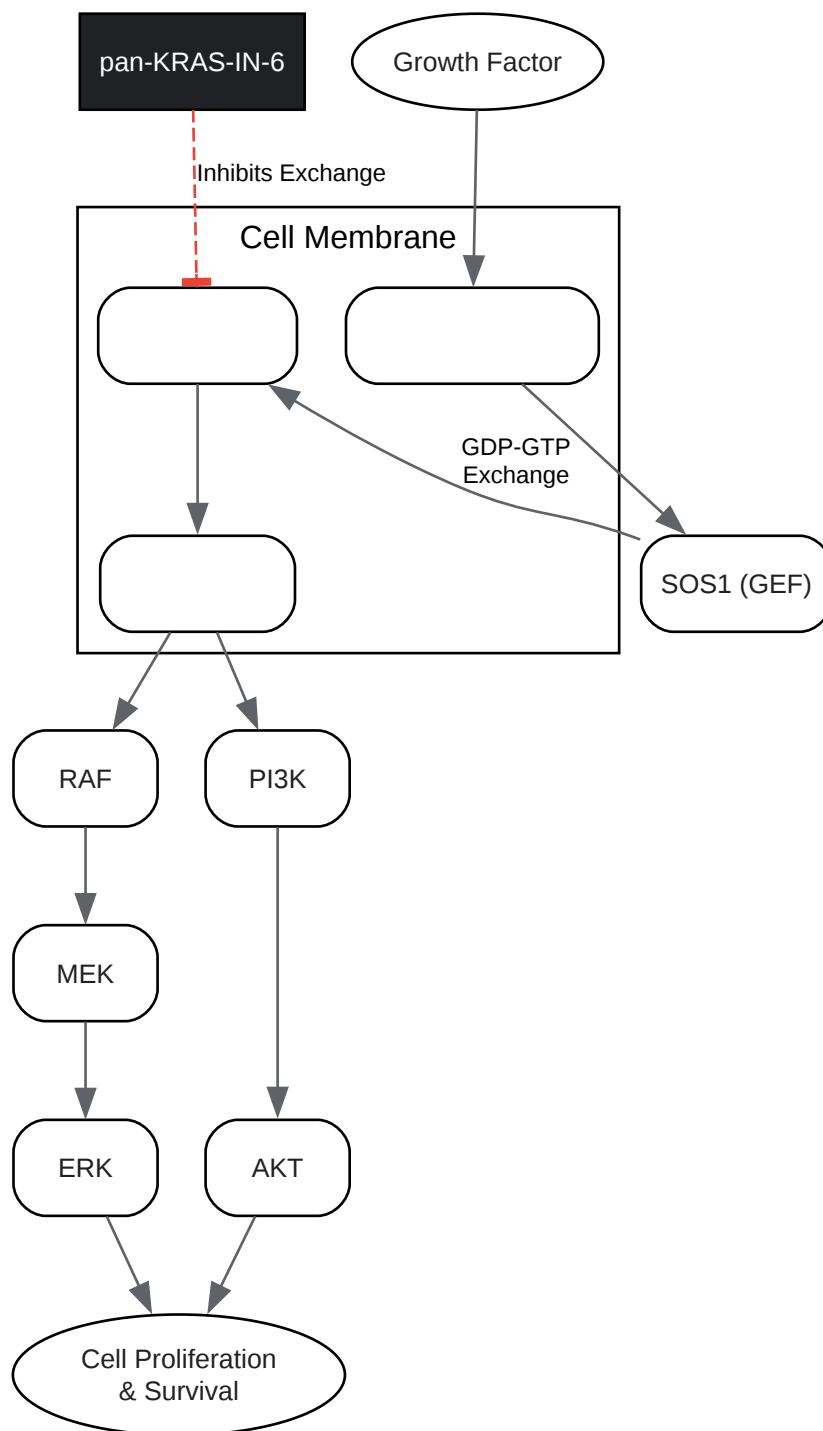 pan-KRAS-IN-6
Growth Factor
Inhibits Exchange
Cell Membrane
GDP-GTP
Exchange
SOS1 (GEF)
RAF
PI3K
MEK
ERK
AKT
Cell Proliferation
& Survival